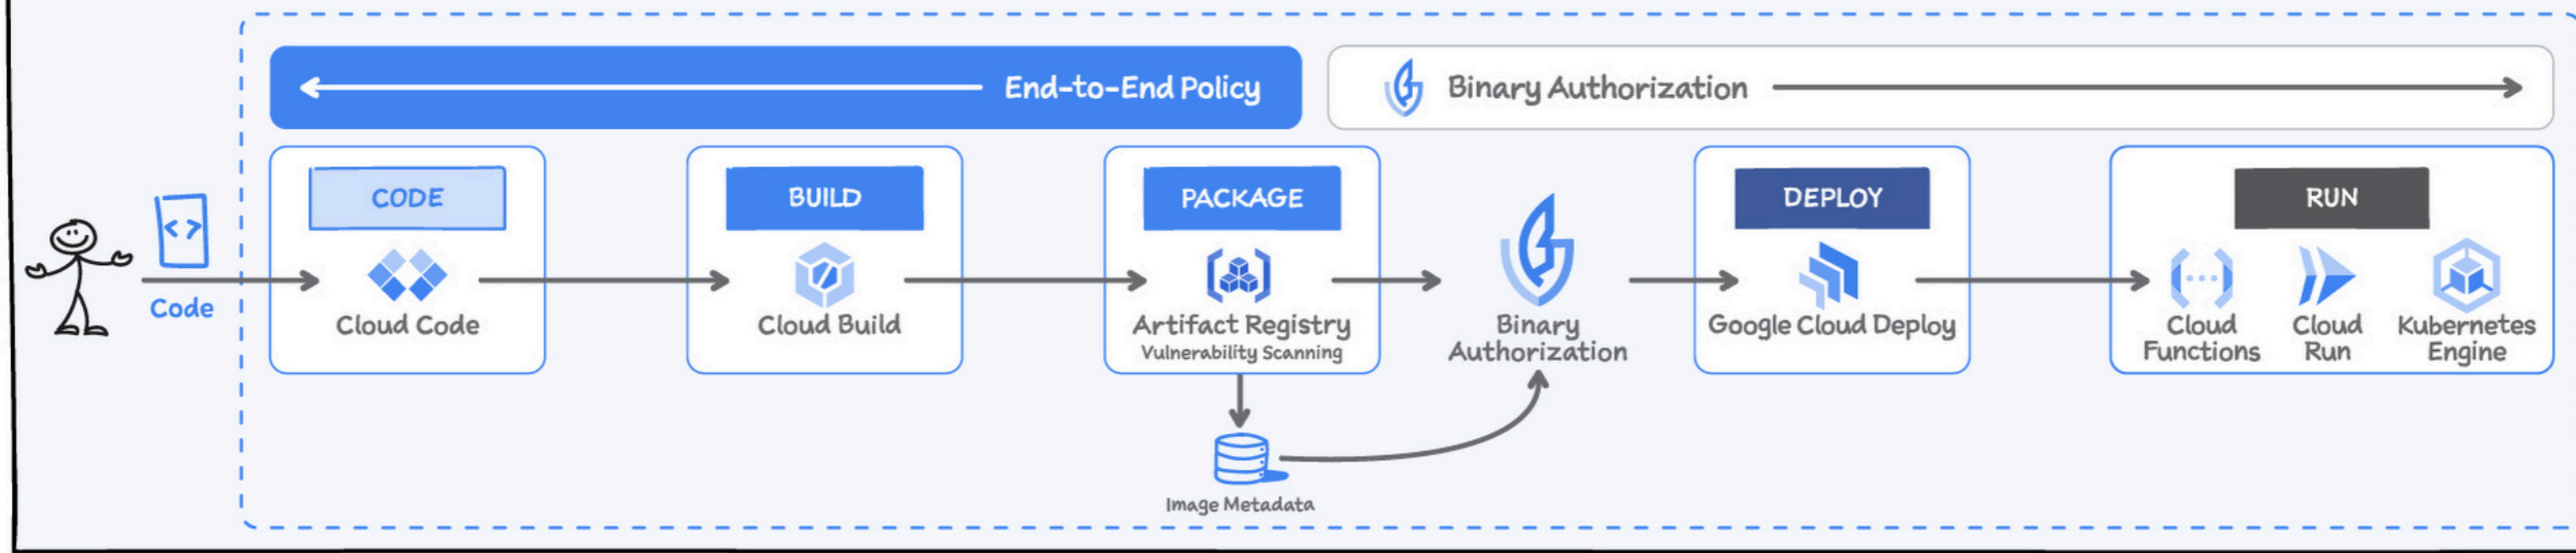 End-to-End Policy
Binary Authorization
CODE
BUILD
PACKAGE
DEPLOY
RUN
< >
Code
Cloud Code
Cloud Build
Artifact Registry
Vulnerability Scanning
Binary
Authorization
Google Cloud Deploy
Cloud
Functions
Cloud
Run
Kubernetes
Engine
Image Metadata